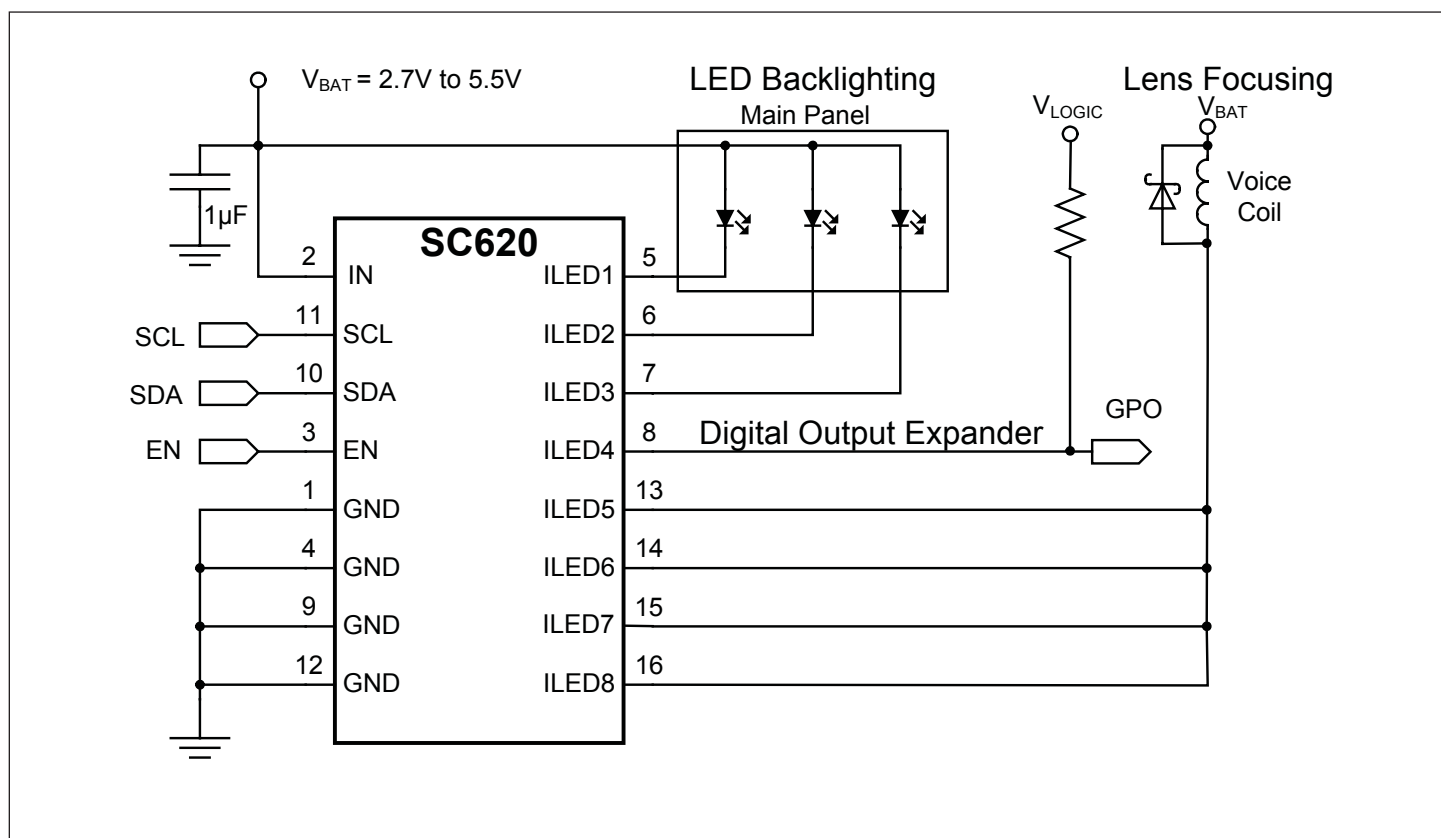 V_BAT = 2.7V to 5.5V
LED Backlighting
Main Panel
V_LOGIC
Lens Focusing
V_BAT
Voice
Coil
1µF
SC620
2 IN ILED1 5
SCL 11 SCL ILED2 6
SDA 10 SDA ILED3 7
EN 3 EN ILED4 8 Digital Output Expander GPO
1 GND ILED5 13
4 GND ILED6 14
9 GND ILED7 15
12 GND ILED8 16